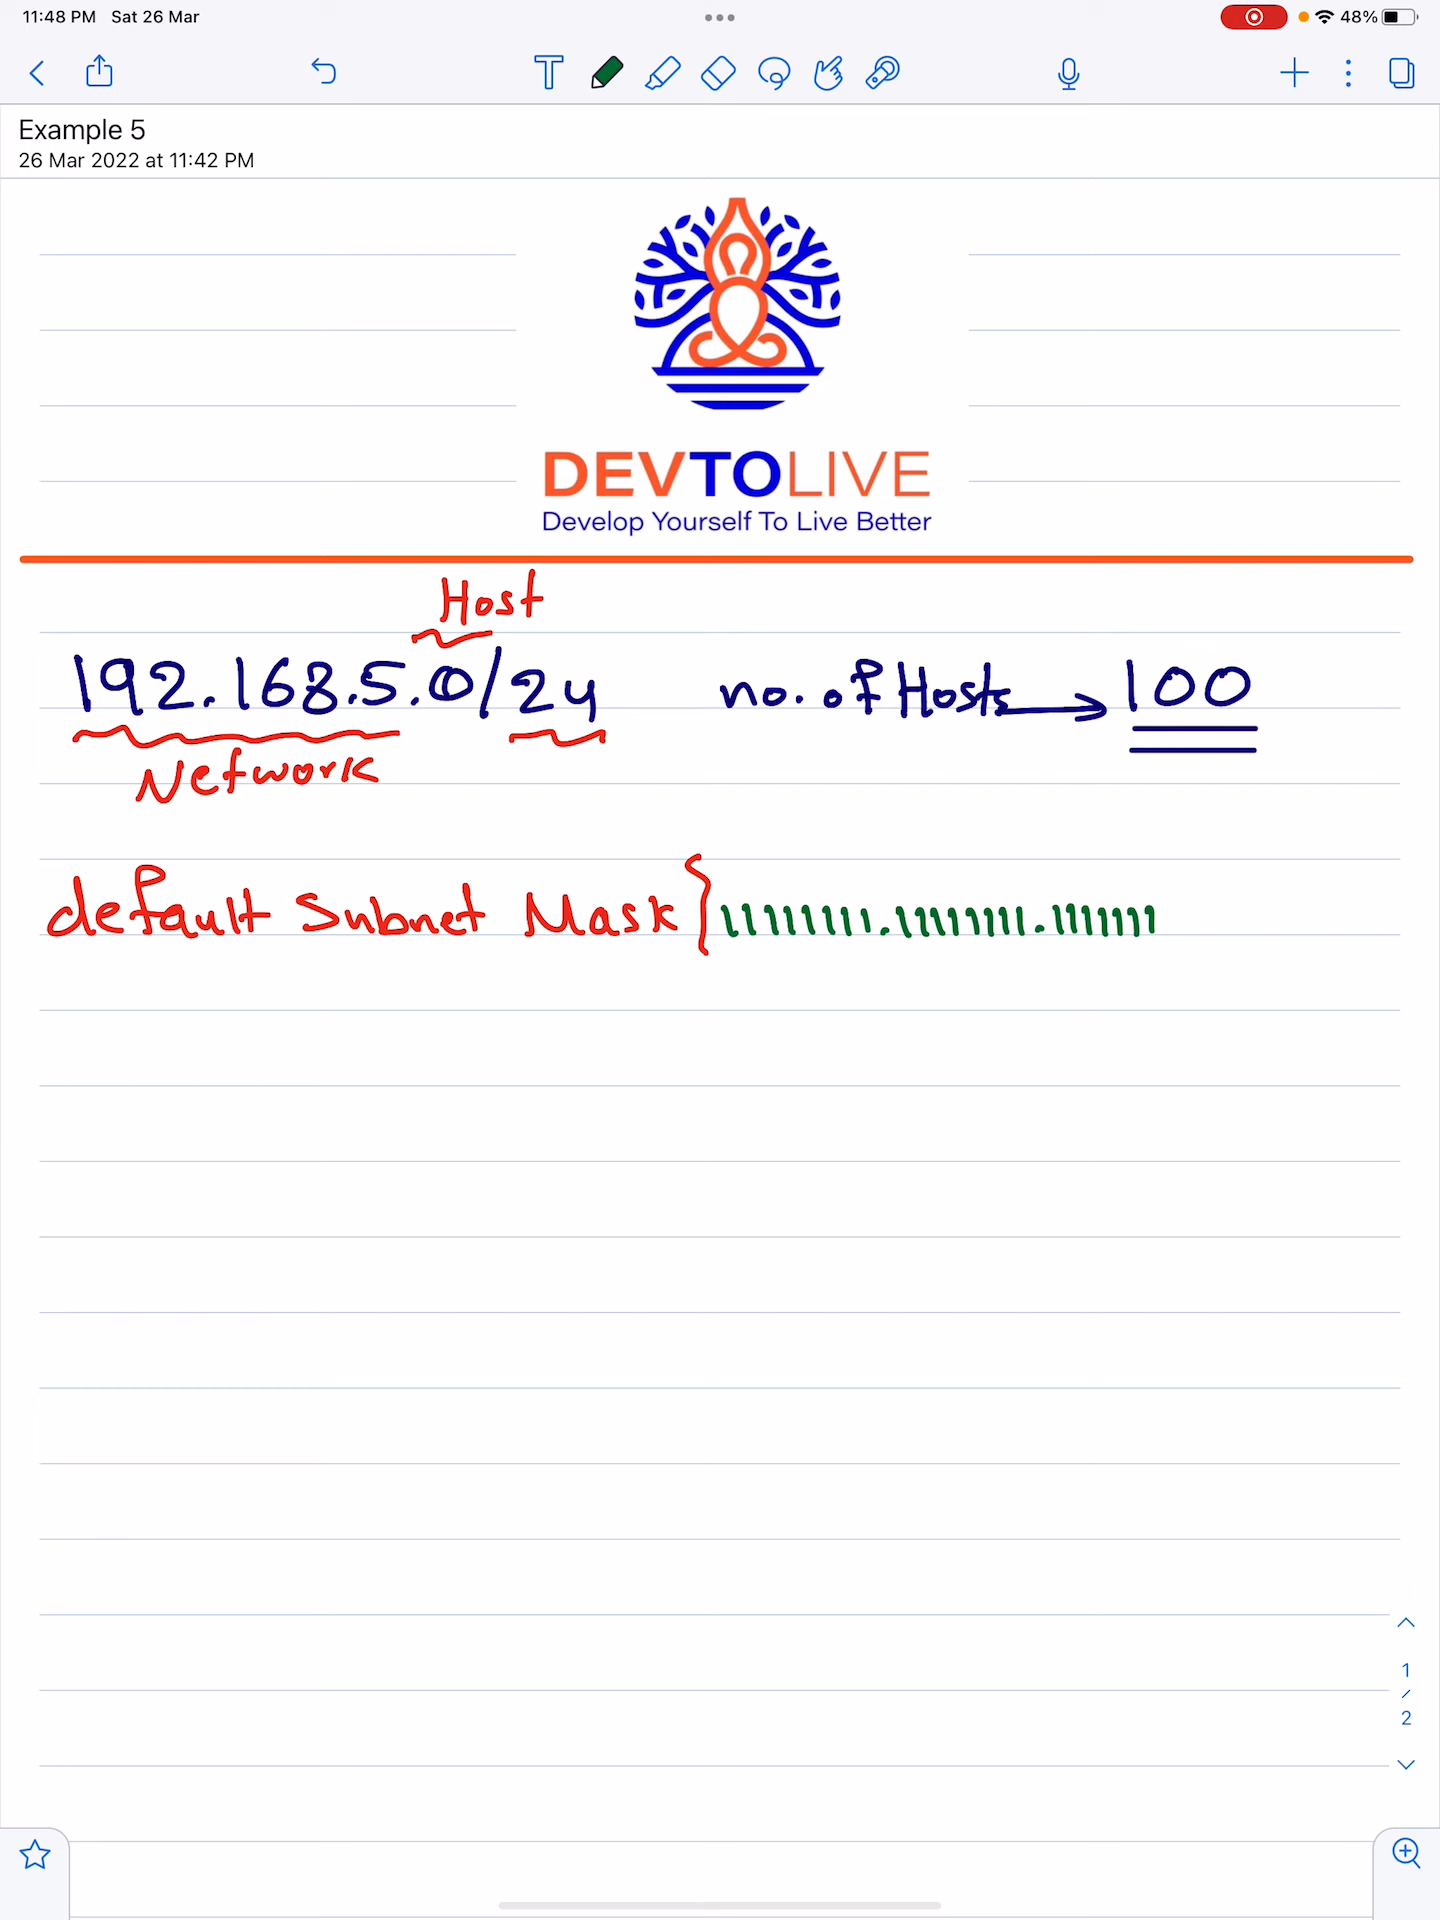 11:48 PM Sat 26 Mar
48%
Example 5
26 Mar 2022 at 11:42 PM
DEVTOLIVE
Develop Yourself To Live Better
Host
192.168.5.0/24 no. of Hosts → 100
Network
default Subnet Mask { 11111111.11111111.1111111
1
/
2